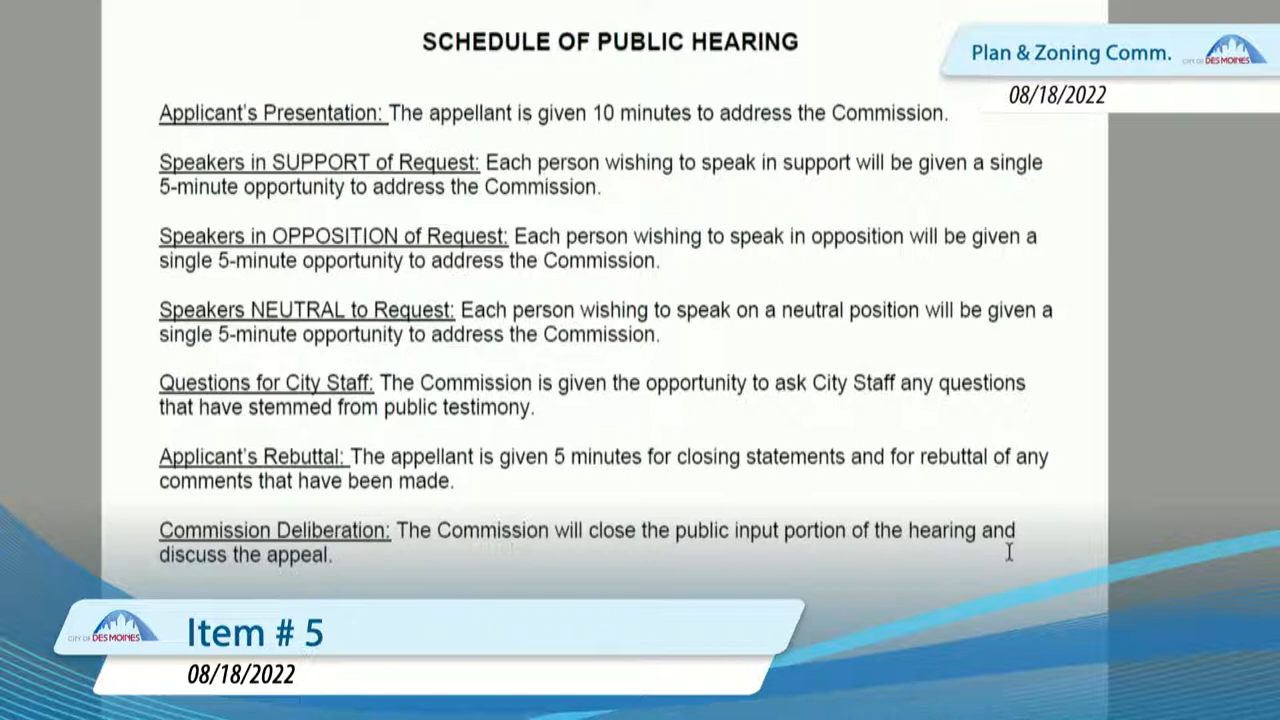 SCHEDULE OF PUBLIC HEARING
Plan & Zoning Comm.
CITY OF DES MOINES
08/18/2022
Applicant's Presentation: The appellant is given 10 minutes to address the Commission.
Speakers in SUPPORT of Request: Each person wishing to speak in support will be given a single
5-minute opportunity to address the Commission.
Speakers in OPPOSITION of Request: Each person wishing to speak in opposition will be given a
single 5-minute opportunity to address the Commission.
Speakers NEUTRAL to Request: Each person wishing to speak on a neutral position will be given a
single 5-minute opportunity to address the Commission.
Questions for City Staff: The Commission is given the opportunity to ask City Staff any questions
that have stemmed from public testimony.
Applicant's Rebuttal: The appellant is given 5 minutes for closing statements and for rebuttal of any
comments that have been made.
Commission Deliberation: The Commission will close the public input portion of the hearing and
discuss the appeal.
CITY OF DES MOINES
Item # 5
08/18/2022